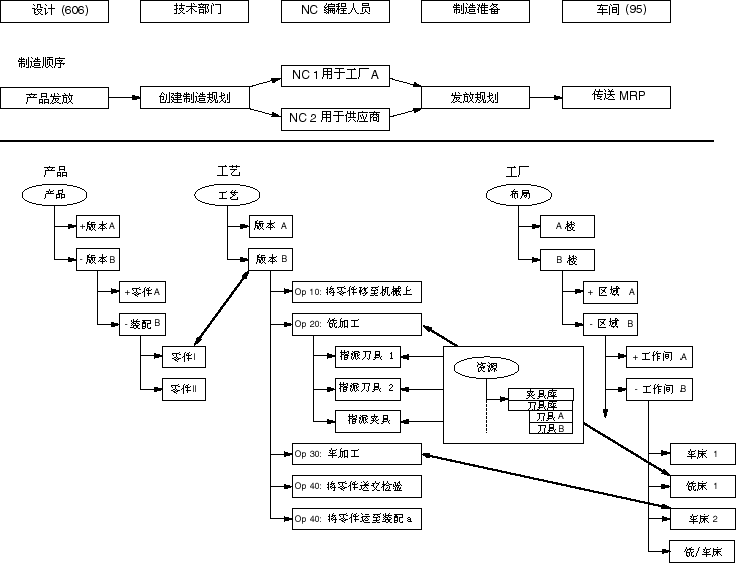 设计 (606)
技术部门
NC 编程人员
制造准备
车间 (95)
制造顺序
产品发放
创建制造规划
NC 1 用于工厂 A
NC 2 用于供应商
发放规划
传送 MRP
产品
产品
+版本 A
- 版本 B
+零件 A
-装配 B
零件I
零件II
工艺
工艺
版本 A
版本 B
Op 10: 将零件移至机械上
Op 20: 铣加工
指派刀具 1
指派刀具 2
指派夹具
Op 30: 车加工
Op 40: 将零件送交检验
Op 40: 将零件运至装配 a
资源
夹具库
刀具库
刀具 A
刀具 B
工厂
布局
A 栈
B 栈
+ 区域 A
- 区域 B
+ 工作间 A
- 工作间 B
车床 1
铣床 1
车床 2
铣/车床